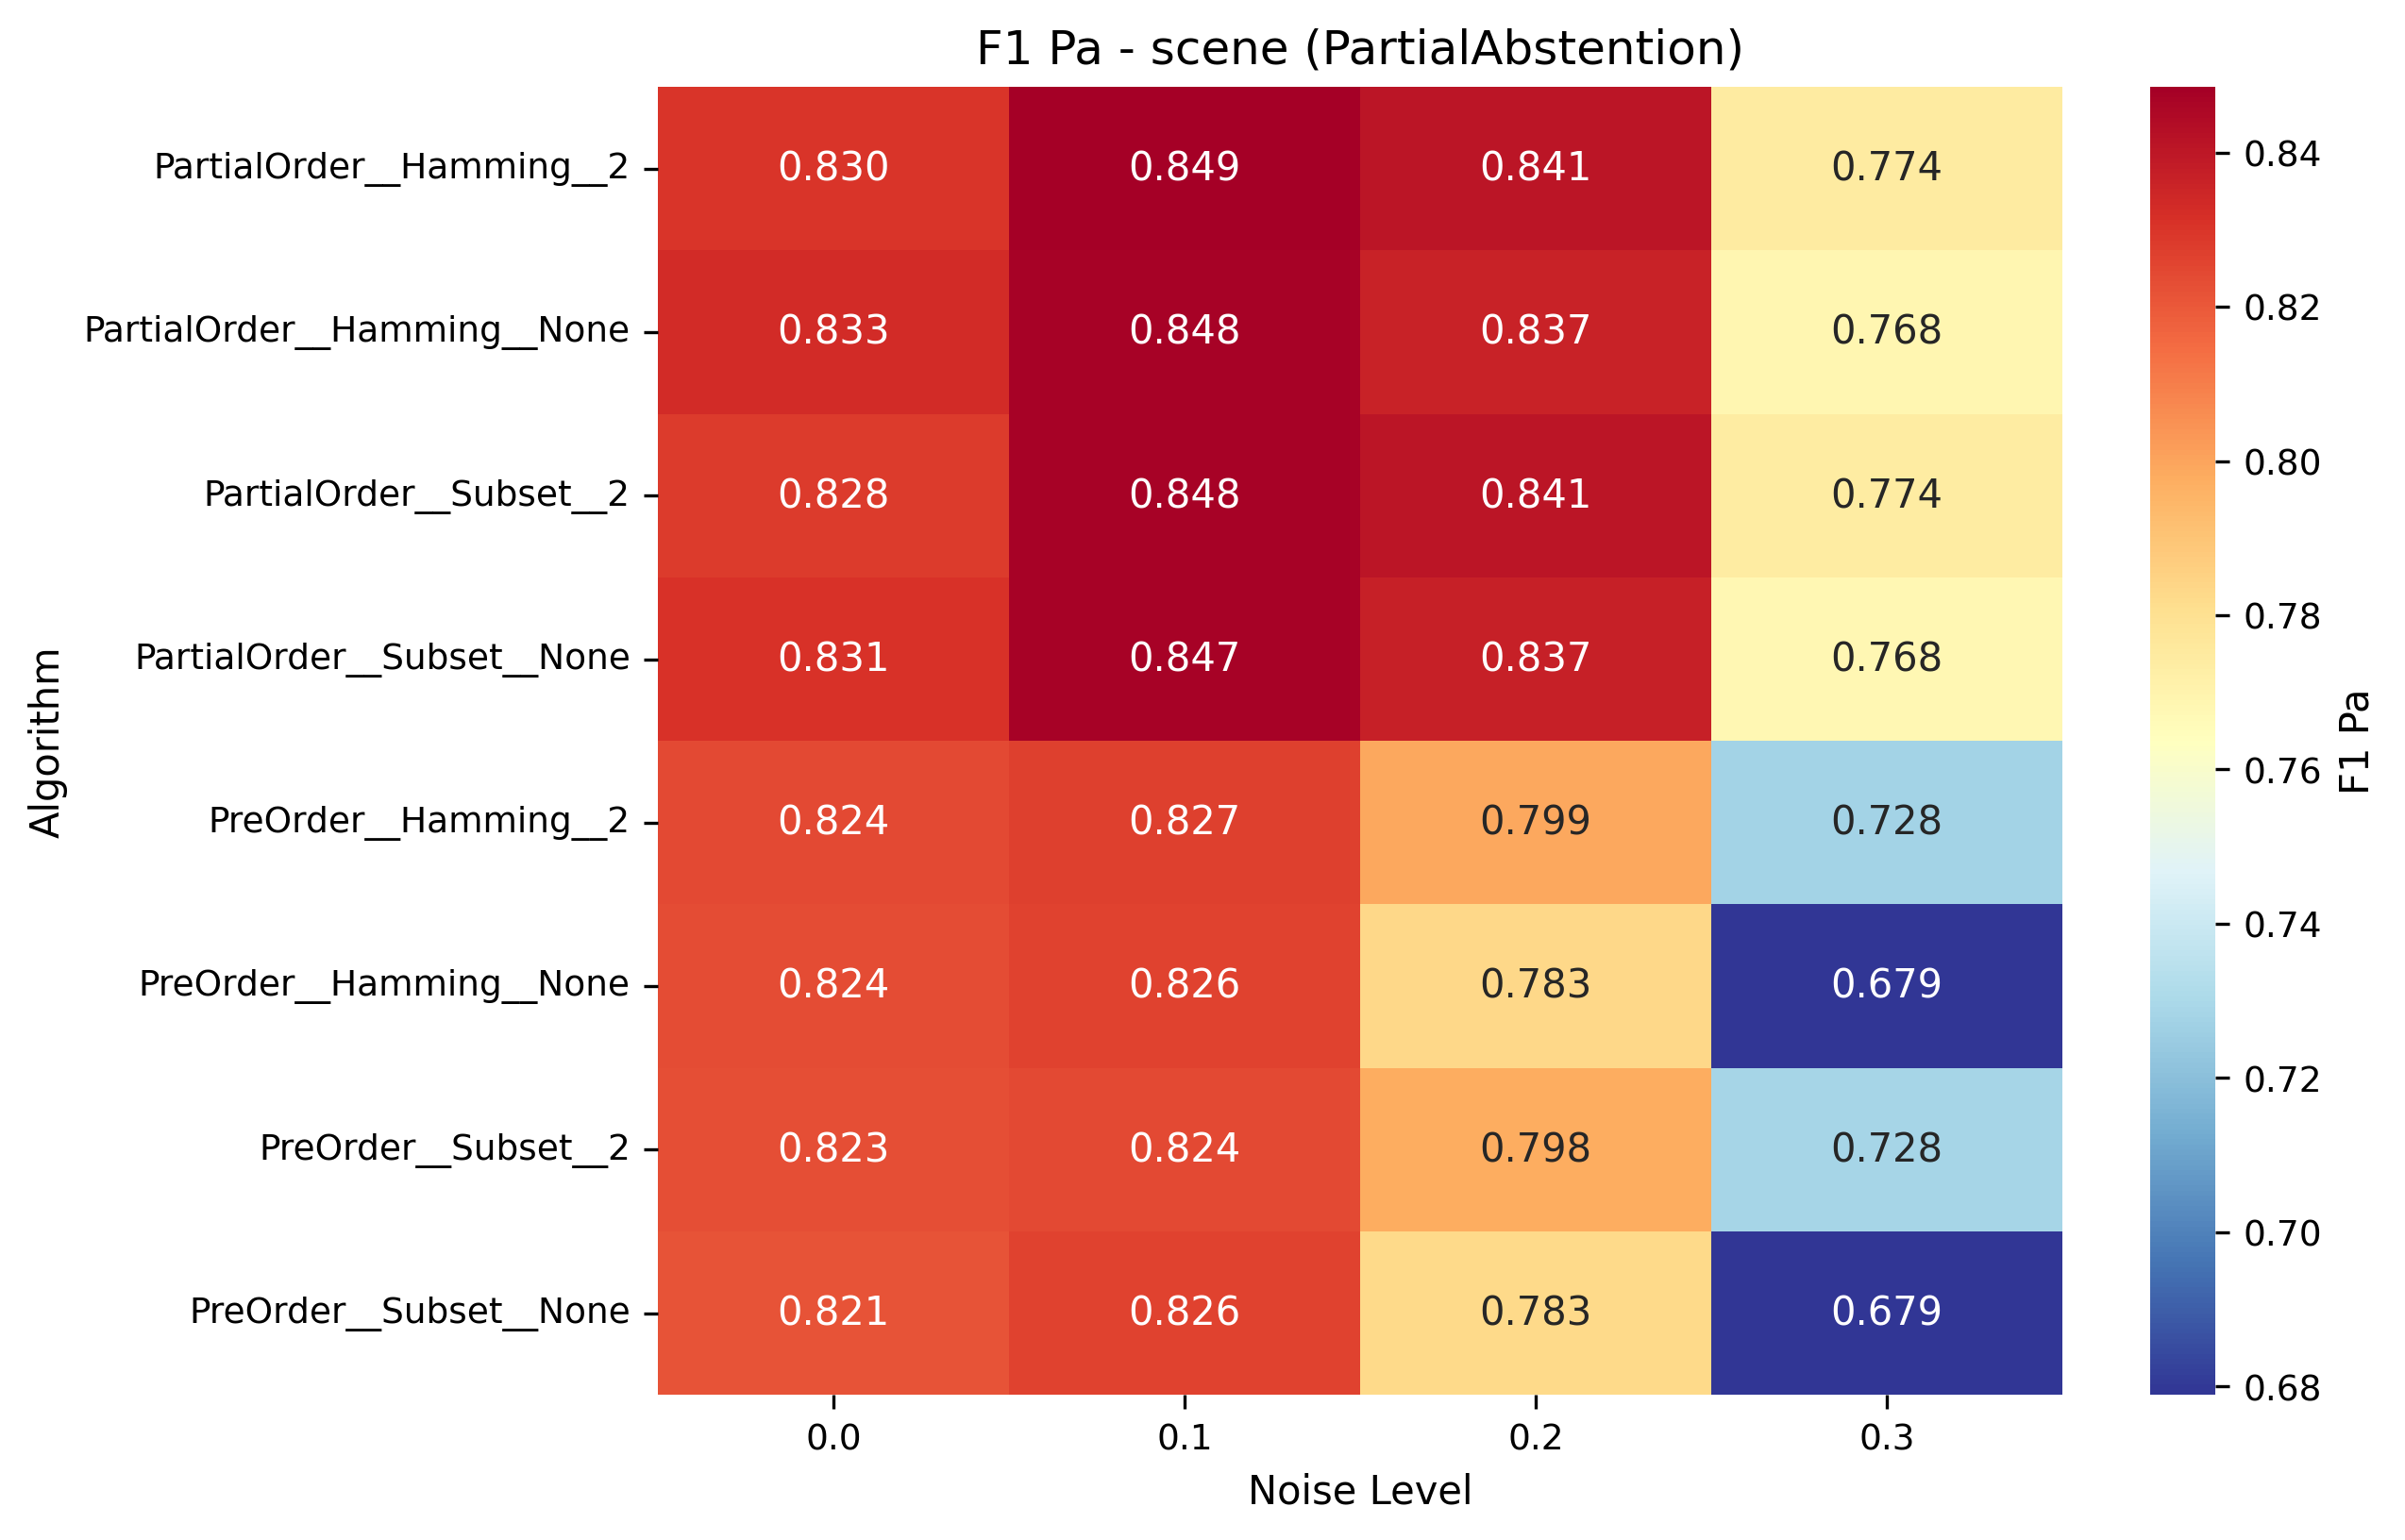 F1 Pa - scene (PartialAbstention)
Algorithm
PartialOrder__Hamming__2 0.830 0.849 0.841 0.774
PartialOrder__Hamming__None 0.833 0.848 0.837 0.768
PartialOrder__Subset__2 0.828 0.848 0.841 0.774
PartialOrder__Subset__None 0.831 0.847 0.837 0.768
PreOrder__Hamming__2 0.824 0.827 0.799 0.728
PreOrder__Hamming__None 0.824 0.826 0.783 0.679
PreOrder__Subset__2 0.823 0.824 0.798 0.728
PreOrder__Subset__None 0.821 0.826 0.783 0.679
0.0 0.1 0.2 0.3
Noise Level
0.84
0.82
0.80
0.78
0.76
0.74
0.72
0.70
0.68
F1 Pa